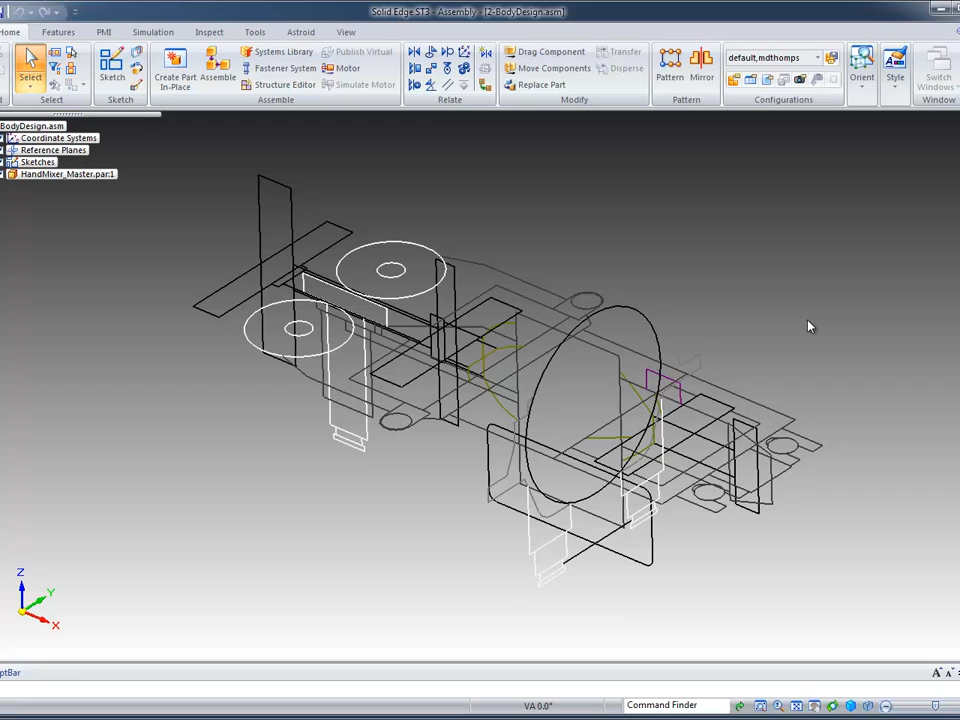 Solid Edge ST3 - Assembly - [2-BodyDesign.asm]
Home Features PMI Simulation Inspect Tools Astroid View
Select
Sketch
Create Part In-Place
Assembly
Systems Library
Fastener System
Structure Editor
Publish Virtual
Motor
Simulate Motor
Drag Component
Move Components
Replace Part
Transfer
Disperse
Pattern
Mirror
default,mdthomps
Orient
Style
Switch Windows
Select Sketch Assemble Relate Modify Pattern Configurations Window
BodyDesign.asm
Coordinate Systems
Reference Planes
Sketches
HandMixer_Master.par:1
Z
Y
X
ptBar
VA 0.0°
Command Finder